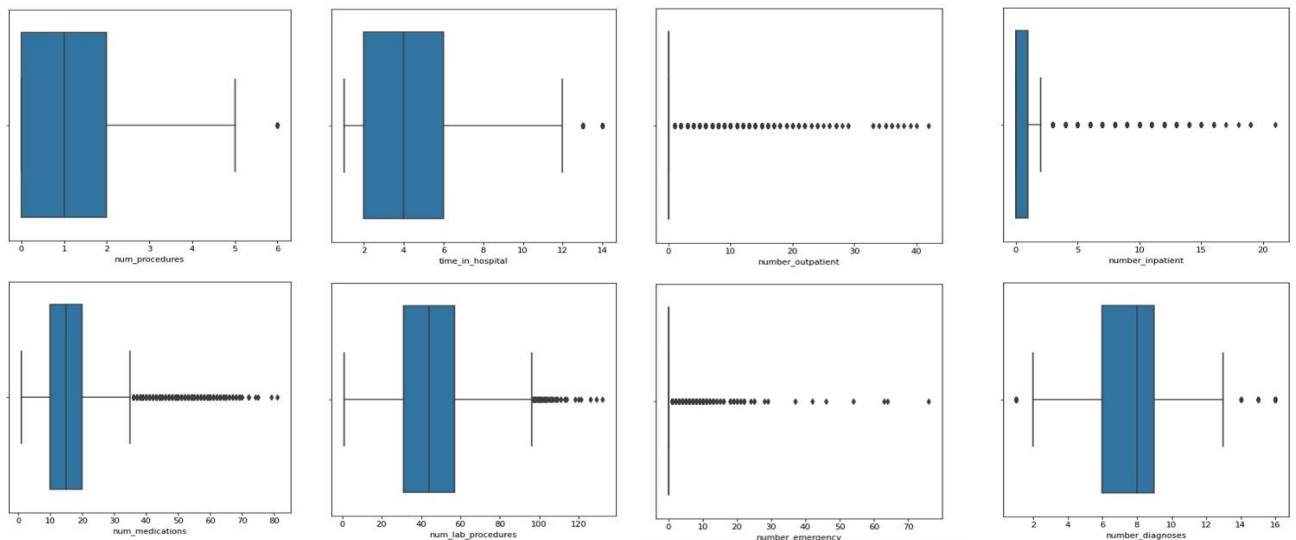 0 1 2 3 4 5 6
num_procedures
2 4 6 8 10 12 14
time_in_hospital
0 10 20 30 40
number_outpatient
0 5 10 15 20
number_inpatient
0 10 20 30 40 50 60 70 80
num_medications
0 20 40 60 80 100 120
num_lab_procedures
0 10 20 30 40 50 60 70
number_emergency
2 4 6 8 10 12 14 16
number_diagnoses